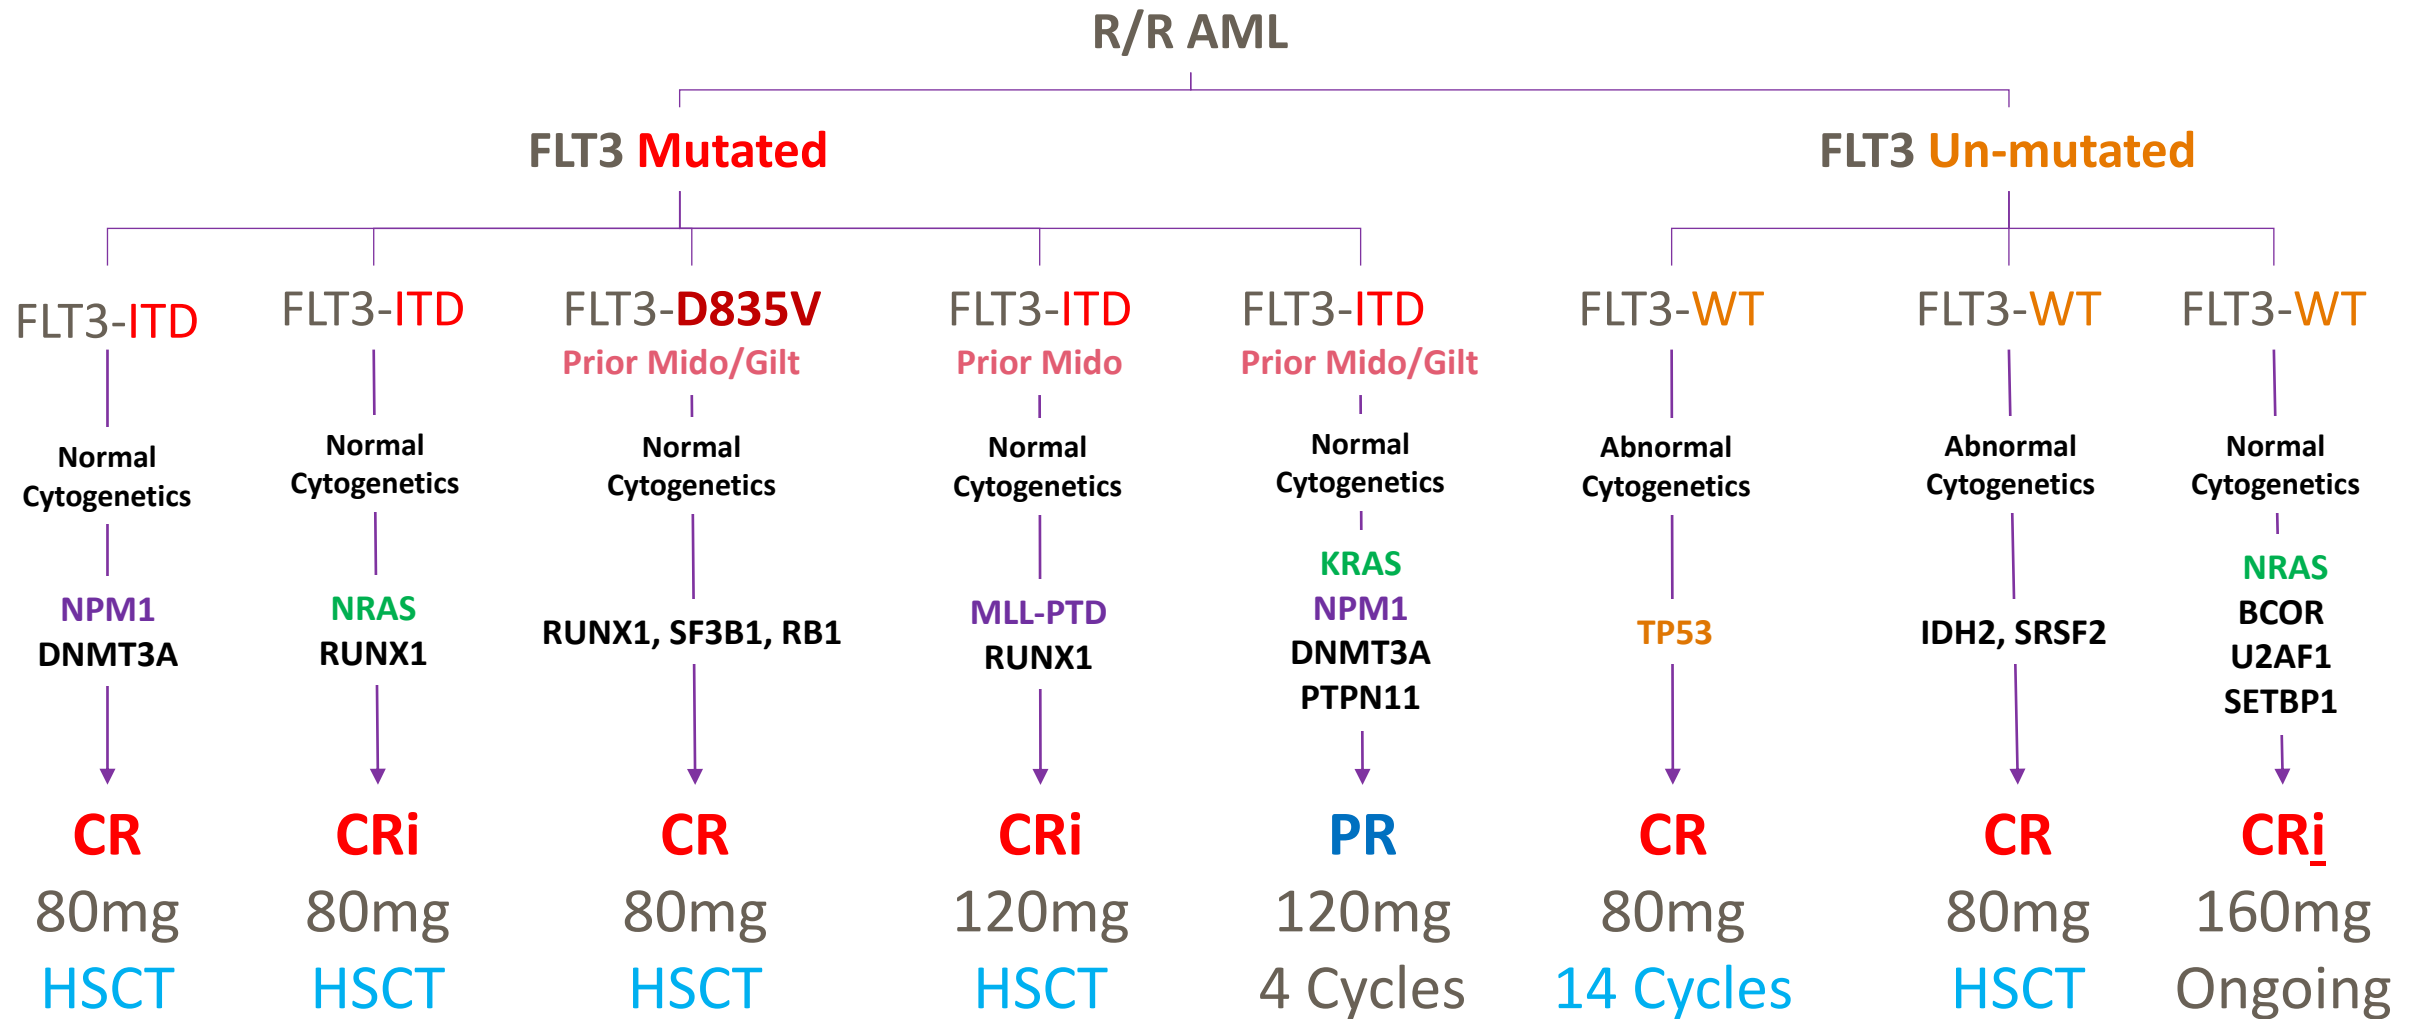 R/R AML
FLT3 Mutated
FLT3 Un-mutated
FLT3-ITD
Normal
Cytogenetics
NPM1
DNMT3A
CR
80mg
HSCT
FLT3-ITD
Normal
Cytogenetics
NRAS
RUNX1
CRi
80mg
HSCT
FLT3-D835V
Prior Mido/Gilt
Normal
Cytogenetics
RUNX1, SF3B1, RB1
CR
80mg
HSCT
FLT3-ITD
Prior Mido
Normal
Cytogenetics
MLL-PTD
RUNX1
CRi
120mg
HSCT
FLT3-ITD
Prior Mido/Gilt
Normal
Cytogenetics
KRAS
NPM1
DNMT3A
PTPN11
PR
120mg
4 Cycles
FLT3-WT
Abnormal
Cytogenetics
TP53
CR
80mg
14 Cycles
FLT3-WT
Abnormal
Cytogenetics
IDH2, SRSF2
CR
80mg
HSCT
FLT3-WT
Normal
Cytogenetics
NRAS
BCOR
U2AF1
SETBP1
CRi
160mg
Ongoing